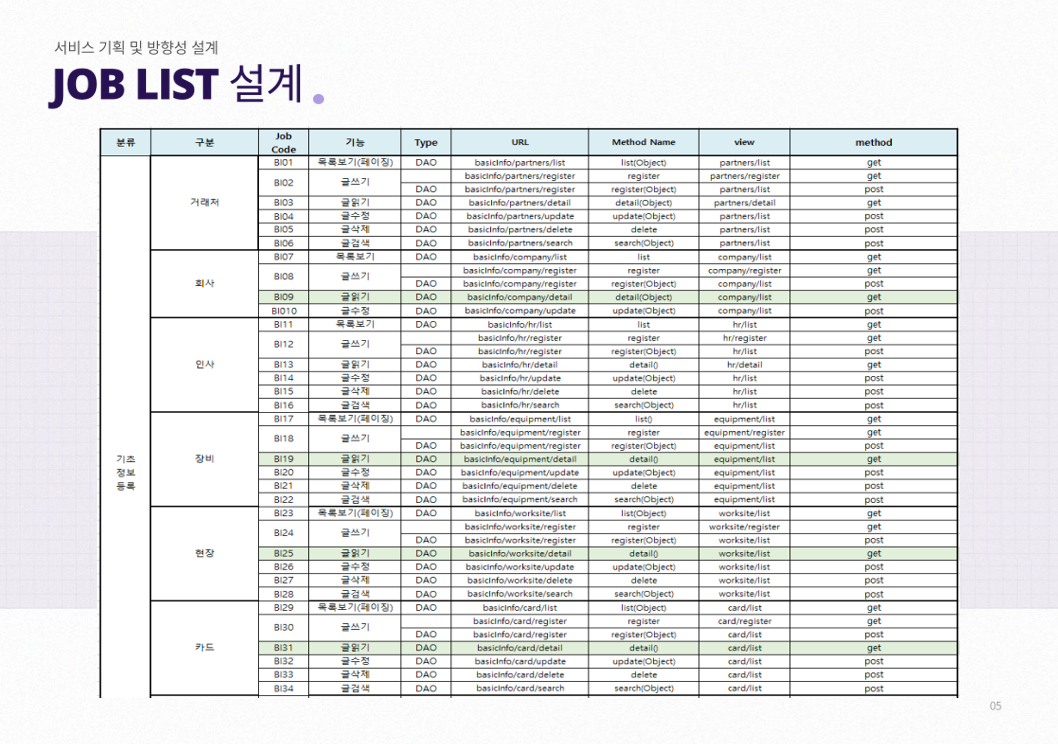 서비스 기획 및 방향성 설계
JOB LIST 설계
분류 구분 Job Code 기능 Type URL Method Name view method
기초 정보 등록
거래처
BI01 목록보기(페이징) DAO basicInfo/partners/list list(Object) partners/list get
BI02 글쓰기 basicInfo/partners/register register partners/register get
DAO basicInfo/partners/register register(Object) partners/list post
BI03 글읽기 DAO basicInfo/partners/detail detail(Object) partners/detail get
BI04 글수정 DAO basicInfo/partners/update update(Object) partners/list post
BI05 글삭제 DAO basicInfo/partners/delete delete partners/list post
BI06 글검색 DAO basicInfo/partners/search search(Object) partners/list post
회사
BI07 목록보기 DAO basicInfo/company/list list company/list get
BI08 글쓰기 basicInfo/company/register register company/register get
DAO basicInfo/company/register register(Object) company/list post
BI09 글읽기 DAO basicInfo/company/detail detail(Object) company/list get
BI010 글수정 DAO basicInfo/company/update update(Object) company/list post
인사
BI11 목록보기 DAO basicInfo/hr/list list hr/list get
BI12 글쓰기 basicInfo/hr/register register hr/register get
DAO basicInfo/hr/register register(Object) hr/list post
BI13 글읽기 DAO basicInfo/hr/detail detail() hr/detail get
BI14 글수정 DAO basicInfo/hr/update update(Object) hr/list post
BI15 글삭제 DAO basicInfo/hr/delete delete hr/list post
BI16 글검색 DAO basicInfo/hr/search search(Object) hr/list post
장비
BI17 목록보기(페이징) DAO basicInfo/equipment/list list() equipment/list get
BI18 글쓰기 basicInfo/equipment/register register equipment/register get
DAO basicInfo/equipment/register register(Object) equipment/list post
BI19 글읽기 DAO basicInfo/equipment/detail detail() equipment/list get
BI20 글수정 DAO basicInfo/equipment/update update(Object) equipment/list post
BI21 글삭제 DAO basicInfo/equipment/delete delete equipment/list post
BI22 글검색 DAO basicInfo/equipment/search search(Object) equipment/list post
현장
BI23 목록보기(페이징) DAO basicInfo/worksite/list list(Object) worksite/list get
BI24 글쓰기 basicInfo/worksite/register register worksite/register get
DAO basicInfo/worksite/register register(Object) worksite/list post
BI25 글읽기 DAO basicInfo/worksite/detail detail() worksite/list get
BI26 글수정 DAO basicInfo/worksite/update update(Object) worksite/list post
BI27 글삭제 DAO basicInfo/worksite/delete delete worksite/list post
BI28 글검색 DAO basicInfo/worksite/search search(Object) worksite/list post
카드
BI29 목록보기(페이징) DAO basicInfo/card/list list(Object) card/list get
BI30 글쓰기 basicInfo/card/register register card/register get
DAO basicInfo/card/register register(Object) card/list post
BI31 글읽기 DAO basicInfo/card/detail detail() card/list get
BI32 글수정 DAO basicInfo/card/update update(Object) card/list post
BI33 글삭제 DAO basicInfo/card/delete delete card/list post
BI34 글검색 DAO basicInfo/card/search search(Object) card/list post
05